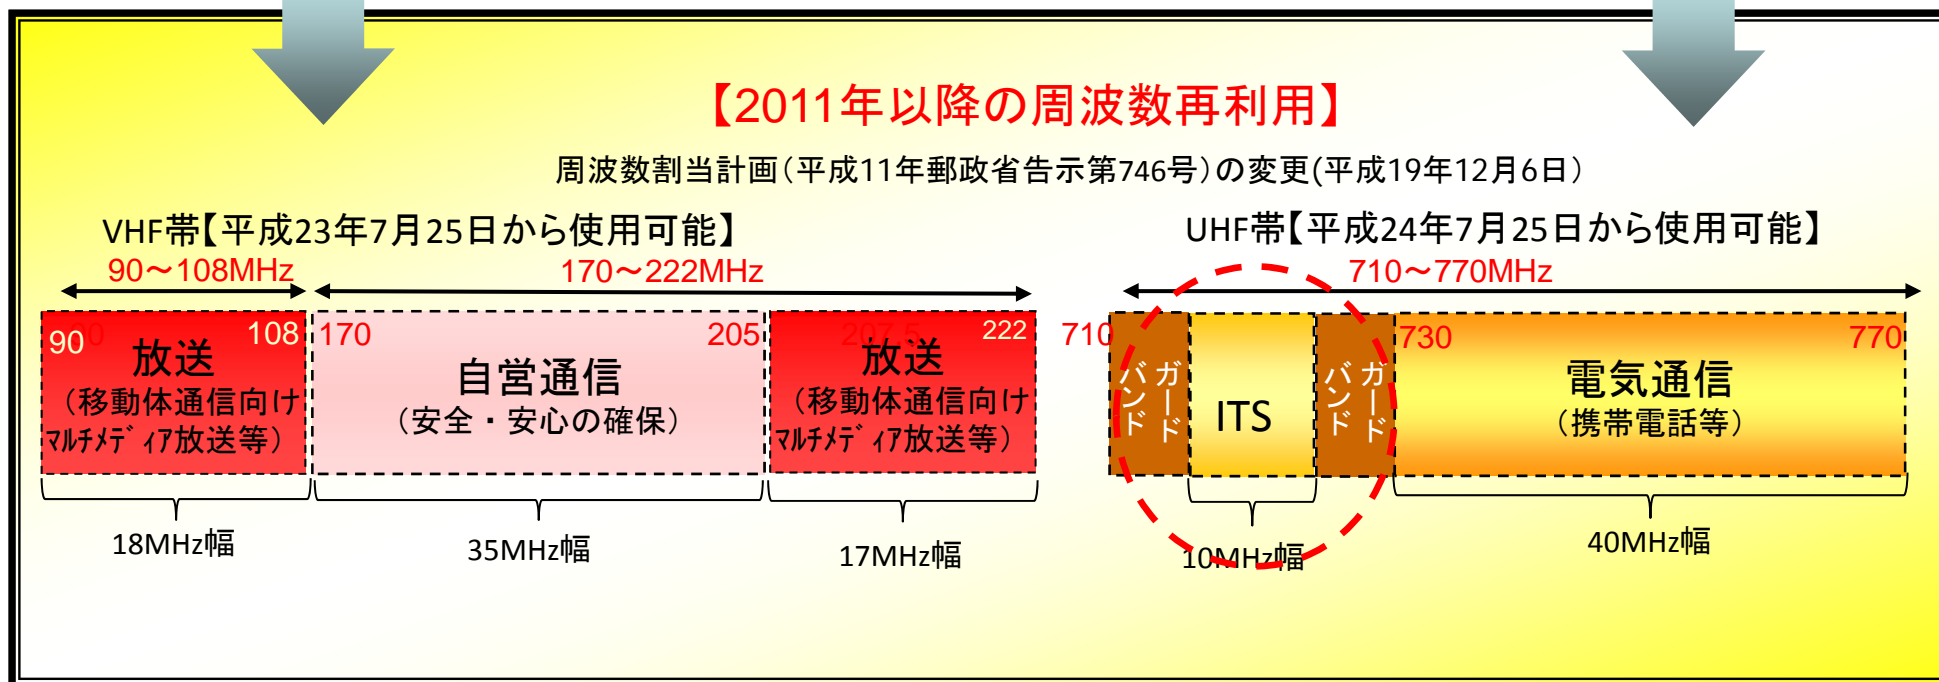 【2011年以降の周波数再利用】
周波数割当計画（平成11年郵政省告示第746号）の変更(平成19年12月6日）
VHF帯【平成23年7月25日から使用可能】
90～108MHz
170～222MHz
90
108
放送
（移動体通信向け
ﾏﾙﾁﾒﾃﾞｨｱ放送等）
170
205
自営通信
（安全・安心の確保）
207.5
222
放送
（移動体通信向け
ﾏﾙﾁﾒﾃﾞｨｱ放送等）
18MHz幅
35MHz幅
17MHz幅
UHF帯【平成24年7月25日から使用可能】
710～770MHz
710
ガード
バンド
ITS
ガード
バンド
730
770
電気通信
（携帯電話等）
10MHz幅
40MHz幅